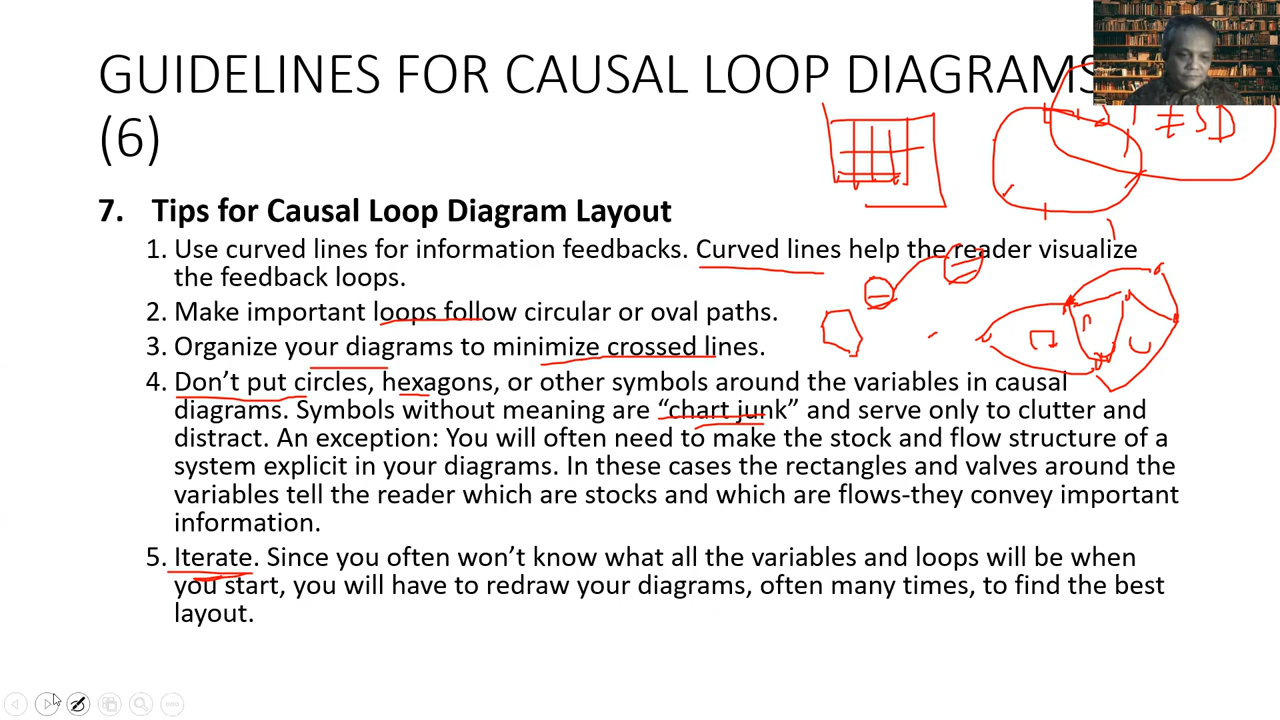 GUIDELINES FOR CAUSAL LOOP DIAGRAMS
(6)
≠ SD
7. Tips for Causal Loop Diagram Layout
1. Use curved lines for information feedbacks. Curved lines help the reader visualize
the feedback loops.
2. Make important loops follow circular or oval paths.
3. Organize your diagrams to minimize crossed lines.
4. Don’t put circles, hexagons, or other symbols around the variables in causal
diagrams. Symbols without meaning are “chart junk” and serve only to clutter and
distract. An exception: You will often need to make the stock and flow structure of a
system explicit in your diagrams. In these cases the rectangles and valves around the
variables tell the reader which are stocks and which are flows-they convey important
information.
5. Iterate. Since you often won’t know what all the variables and loops will be when
you start, you will have to redraw your diagrams, often many times, to find the best
layout.